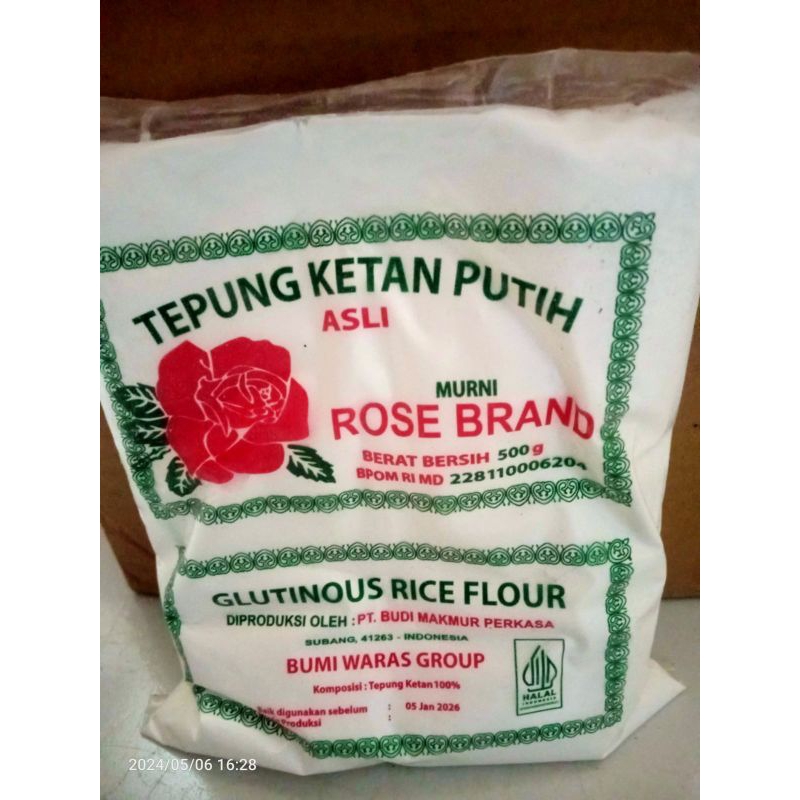 TEPUNG KETAN PUTIH
ASLI
MURNI
ROSE BRAND
BERAT BERSIH 500 g
BPOM RI MD 228110006204
GLUTINOUS RICE FLOUR
DIPRODUKSI OLEH : PT. BUDI MAKMUR PERKASA
SUBANG, 41263 - INDONESIA
BUMI WARAS GROUP
Komposisi : Tepung Ketan 100%
Baik digunakan sebelum : 05 Jan 2026
Produksi :
HALAL
INDONESIA
2024/05/06 16:28